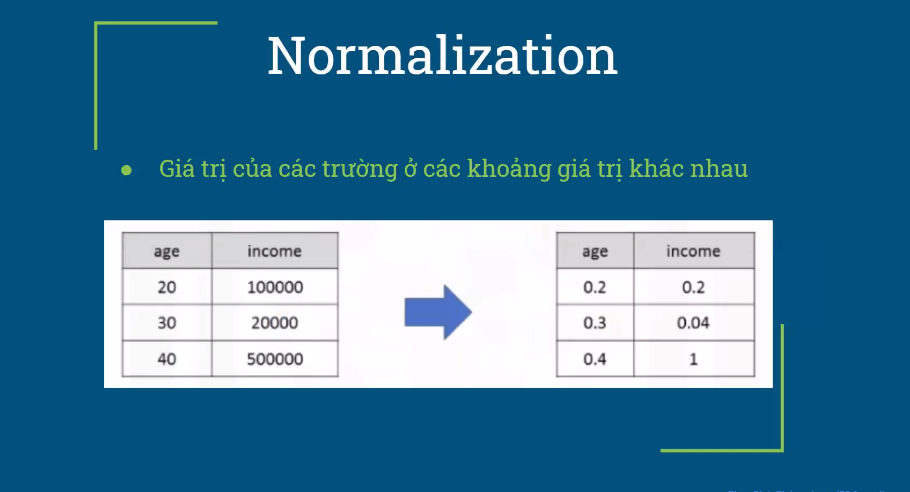 Normalization
● Giá trị của các trường ở các khoảng giá trị khác nhau
age income age income
20 100000 0.2 0.2
30 20000 0.3 0.04
40 500000 0.4 1